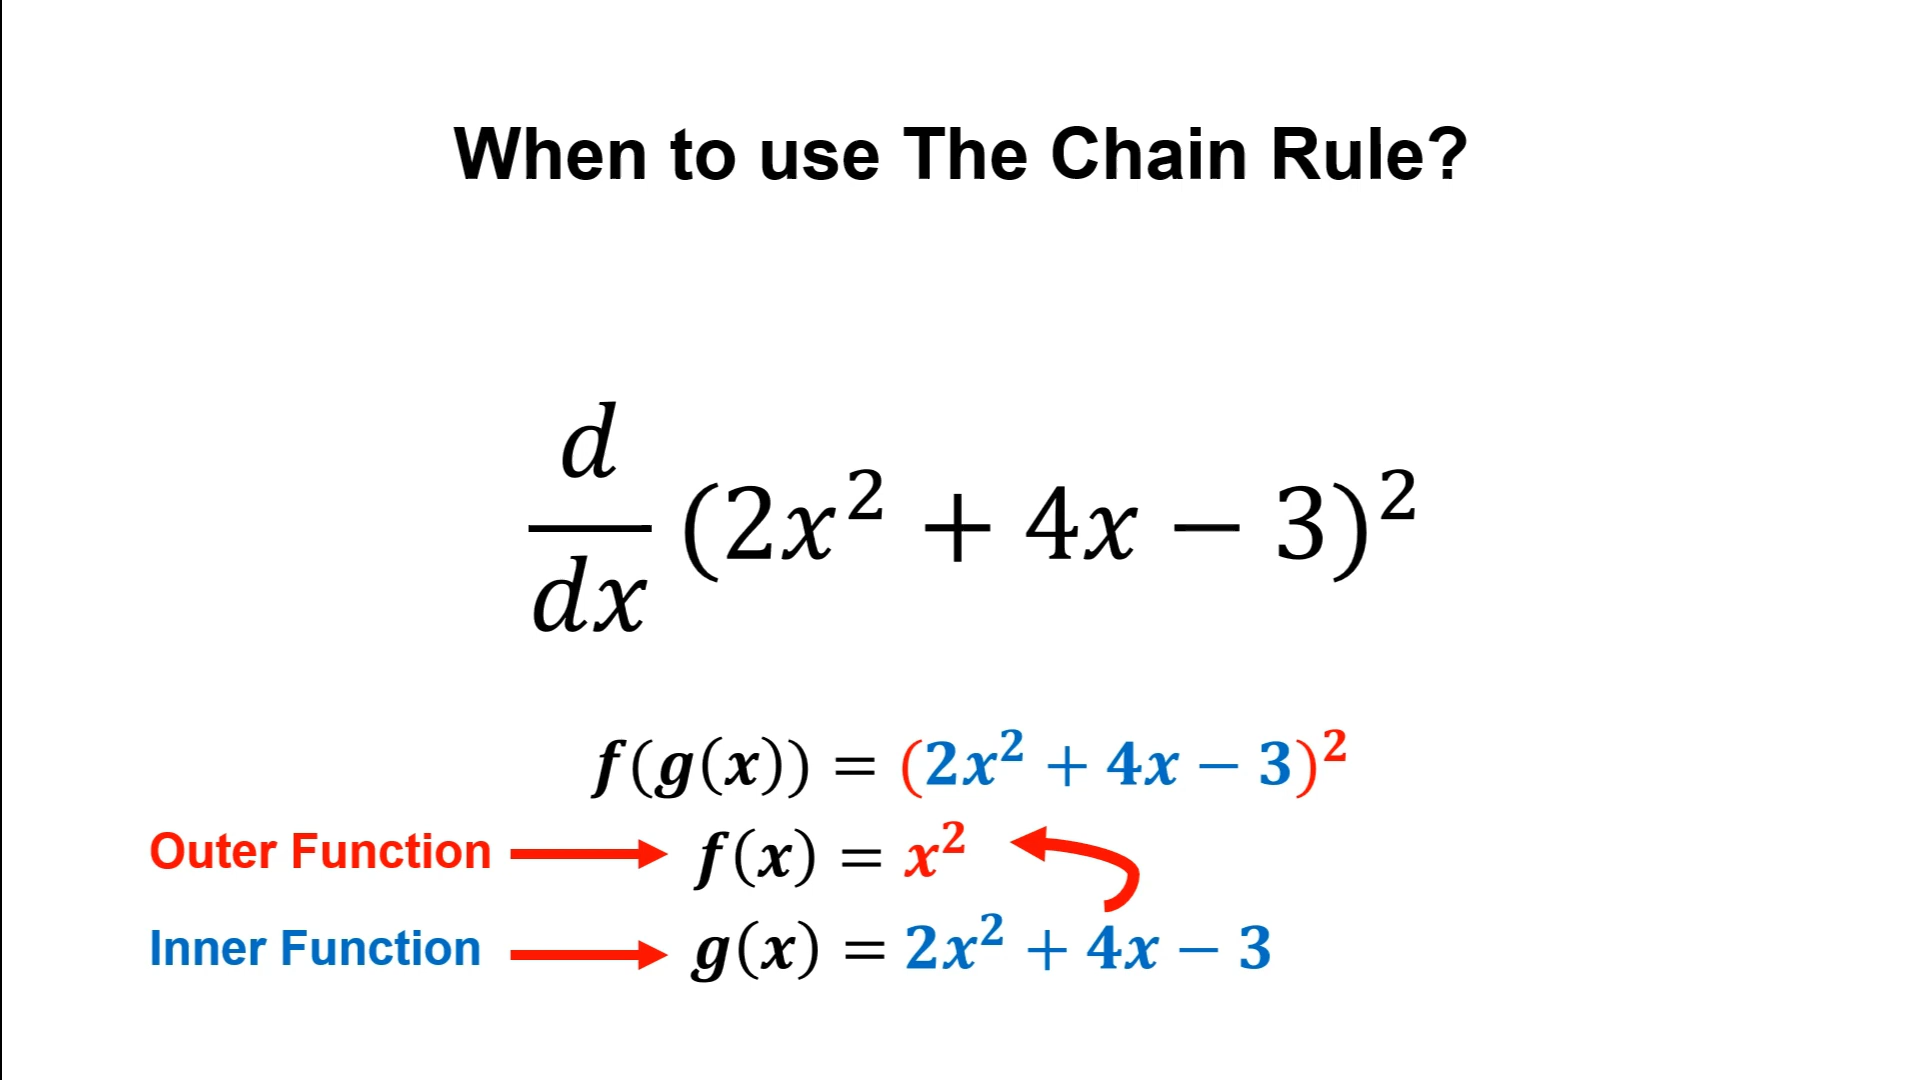 When to use The Chain Rule?
d/dx (2x² + 4x − 3)²
f(g(x)) = (2x² + 4x − 3)²
Outer Function f(x) = x²
Inner Function g(x) = 2x² + 4x − 3